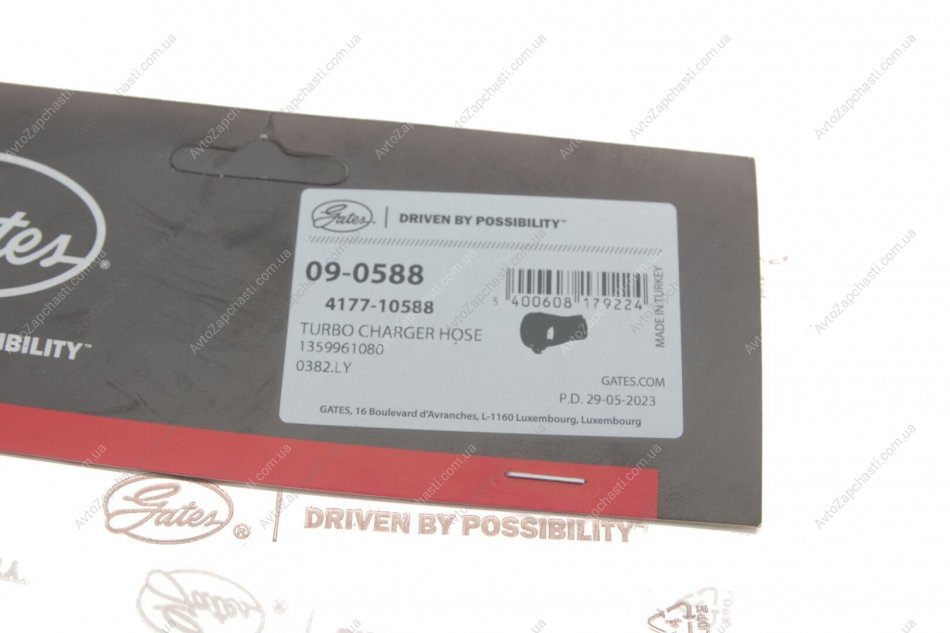 Gates
DRIVEN BY POSSIBILITY™
09-0588
4177-10588
TURBO CHARGER HOSE
1359961080
0382.LY
5 400608 179224
MADE IN TURKEY
GATES.COM
P.D. 29-05-2023
GATES, 16 Boulevard d'Avranches, L-1160 Luxembourg, Luxembourg
ates®
IBILITY™
Gates®
DRIVEN BY POSSIBILITY™
AvtoZapchasti.com.ua